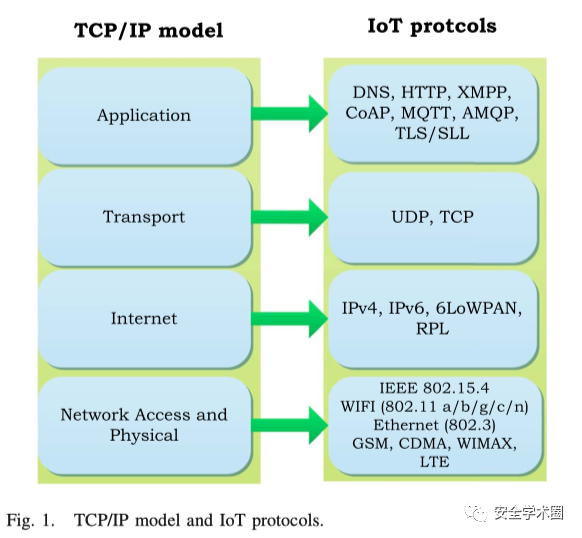 TCP/IP model
IoT protcols
Application
DNS, HTTP, XMPP,
CoAP, MQTT, AMQP,
TLS/SLL
Transport
UDP, TCP
Internet
IPv4, IPv6, 6LoWPAN,
RPL
Network Access and
Physical
IEEE 802.15.4
WIFI (802.11 a/b/g/c/n)
Ethernet (802.3)
GSM, CDMA, WIMAX,
LTE
Fig. 1. TCP/IP model and IoT protocols.
安全学术圈